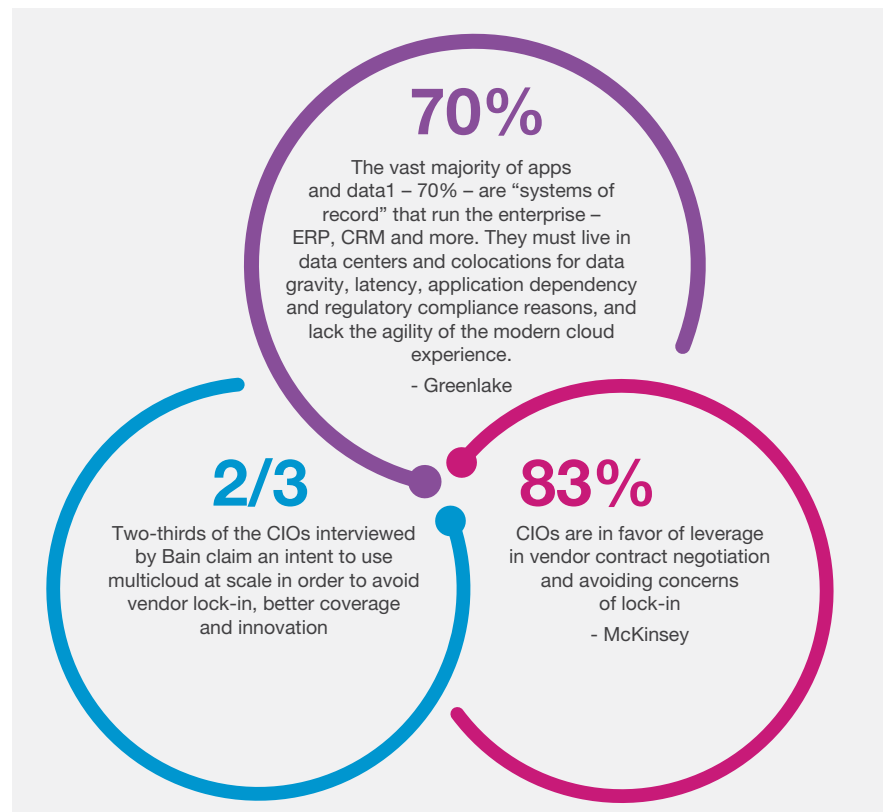 70%
The vast majority of apps
and data1 – 70% – are “systems of
record” that run the enterprise –
ERP, CRM and more. They must live in
data centers and colocations for data
gravity, latency, application dependency
and regulatory compliance reasons, and
lack the agility of the modern cloud
experience.
- Greenlake
2/3
Two-thirds of the CIOs interviewed
by Bain claim an intent to use
multicloud at scale in order to avoid
vendor lock-in, better coverage
and innovation
83%
CIOs are in favor of leverage
in vendor contract negotiation
and avoiding concerns
of lock-in
- McKinsey